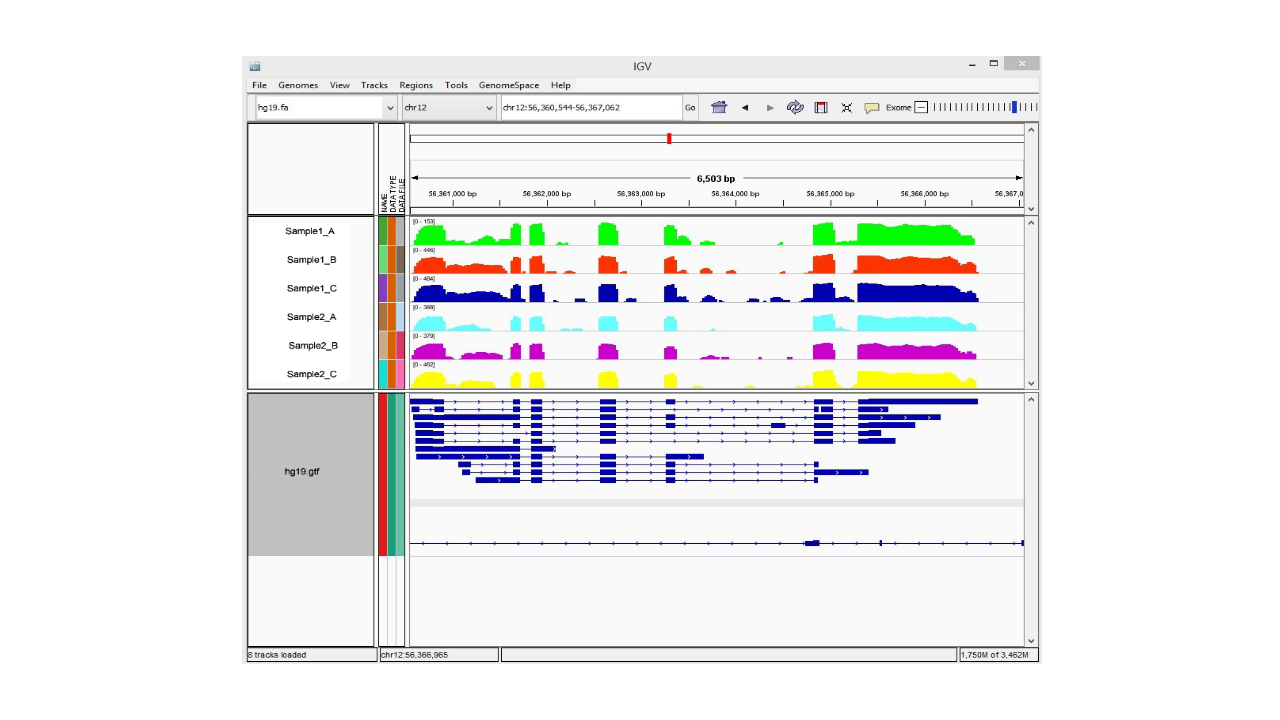 IGV
File Genomes View Tracks Regions Tools GenomeSpace Help
hg19.fa chr12 chr12:56,360,544-56,367,062 Go Exome
NAME
DATA TYPE
DATA FILE
6,503 bp
56,361,000 bp 56,362,000 bp 56,363,000 bp 56,364,000 bp 56,365,000 bp 56,366,000 bp 56,367,0
Sample1_A [0 - 153]
Sample1_B [0 - 446]
Sample1_C [0 - 484]
Sample2_A [0 - 388]
Sample2_B [0 - 379]
Sample2_C [0 - 462]
hg19.gtf
8 tracks loaded chr12:56,366,965 1,750M of 3,462M